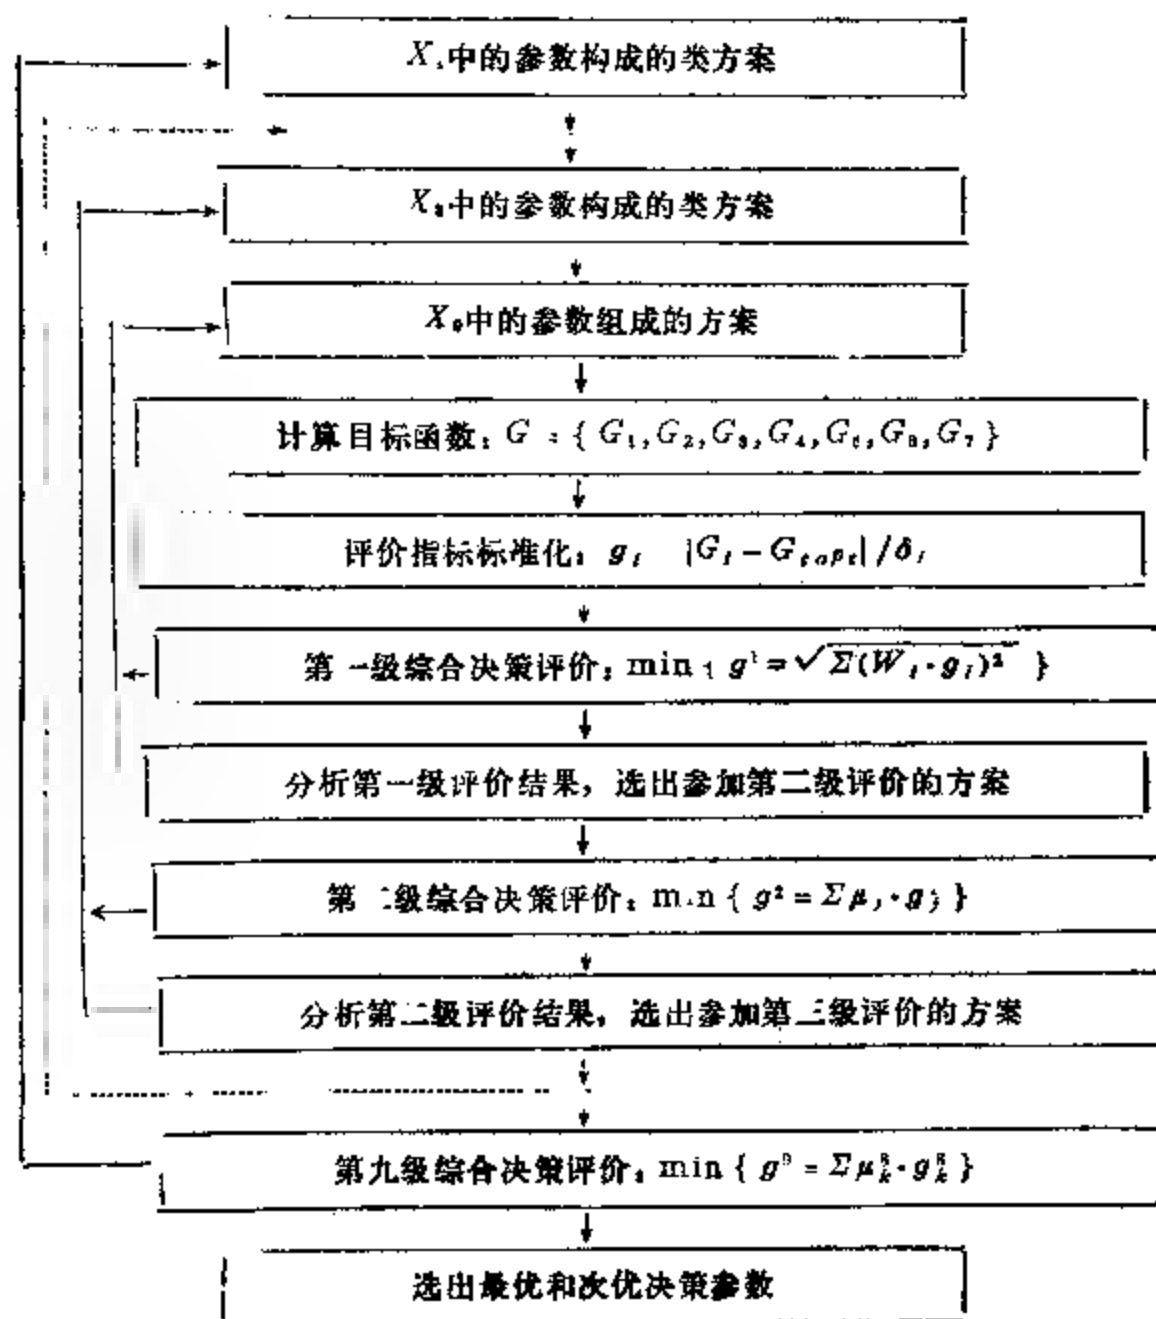 X₁中的参数构成的类方案
X₈中的参数构成的类方案
X₉中的参数组成的方案
计算目标函数: G = { G₁, G₂, G₃, G₄, G₅, G₆, G₇ }
评价指标标准化: gᵢ |Gᵢ - Gᵢₒₚₜ| / δᵢ
第一级综合决策评价: min { g¹ = √Σ(Wᵢ·gᵢ)² }
分析第一级评价结果, 选出参加第二级评价的方案
第二级综合决策评价: min { g² = Σμⱼ·gⱼ }
分析第二级评价结果, 选出参加第三级评价的方案
第九级综合决策评价: min { g⁹ = Σμₖ⁸·gₖ⁸ }
选出最优和次优决策参数